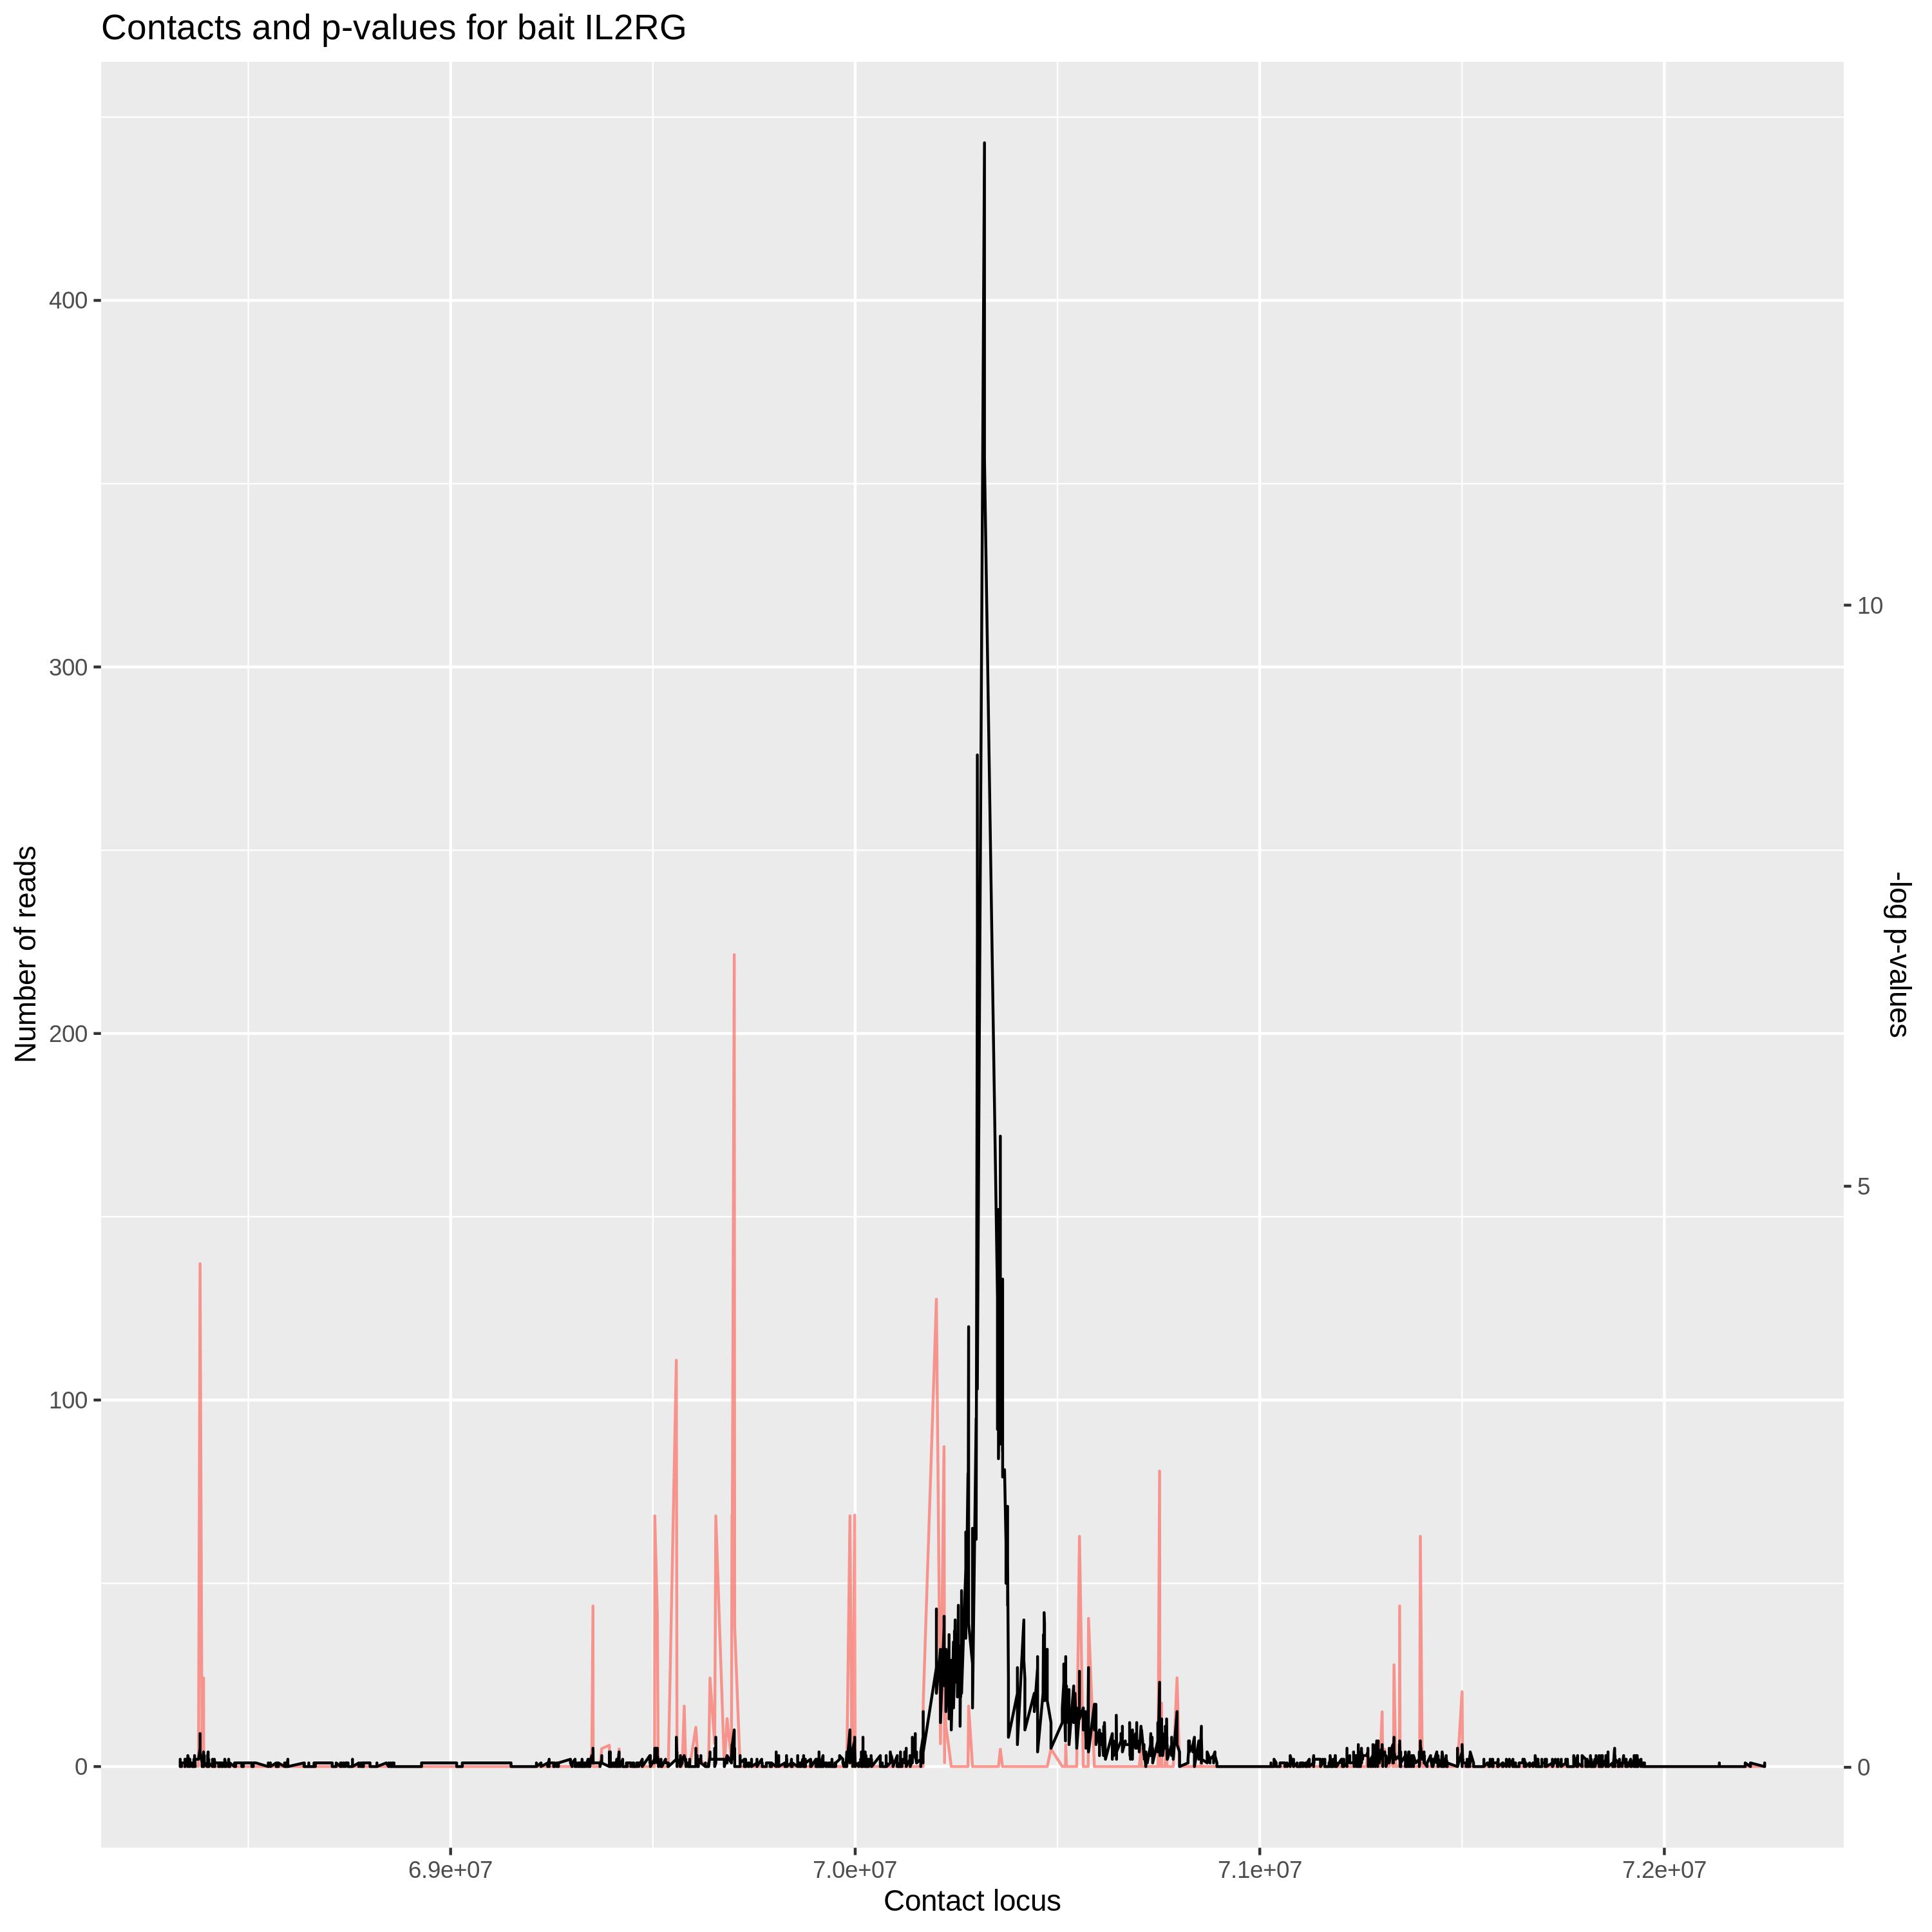 Contacts and p-values for bait IL2RG
400
300
200
100
0
Number of reads
10
5
0
-log p-values
6.9e+07
7.0e+07
7.1e+07
7.2e+07
Contact locus